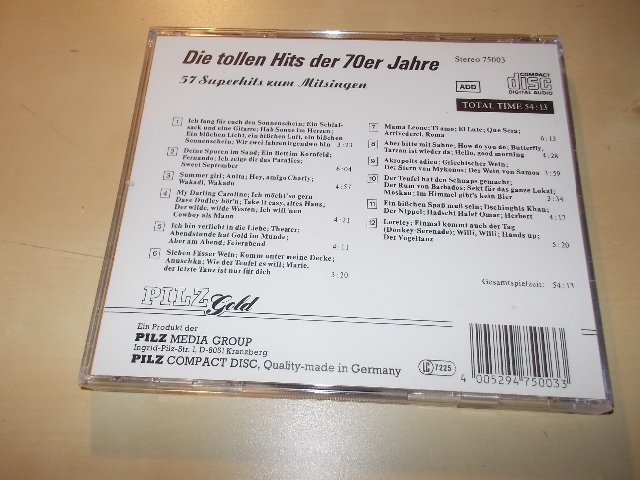 Die tollen Hits der 70er Jahre
57 Superhits zum Mitsingen
Stereo 75003
COMPACT
disc
DIGITAL AUDIO
ADD
TOTAL TIME 54:13
1 Ich fang für euch den Sonnenschein; Ein Schlaf-
sack und eine Gitarre; Hab Sonne im Herzen;
Ein bißchen Licht, ein bißchen Luft, ein bißchen
Sonnenschein; Wir zwei fahren irgendwo hin 3:23
2 Deine Spuren im Sand; Ein Bett im Kornfeld;
Fernando; Ich zeige dir das Paradies;
Sweet September 6:04
3 Summer girl; Anita; Hey, amigo Charly;
Wakadi, Wakadu 4:57
4 My Darling Caroline; Ich möcht' so gern
Dave Dudley hör'n; Take it easy, altes Haus;
Der wilde, wilde Westen; Ich will 'nen
Cowboy als Mann 4:21
5 Ich bin verliebt in die Liebe; Theater;
Abendstunde hat Gold im Munde;
Aber am Abend; Feierabend 4:11
6 Sieben Fässer Wein; Komm unter meine Decke;
Anuschka; Wie der Teufel es will; Marie,
der letzte Tanz ist nur für dich 3:20
7 Mama Leone; Ti amo; El Lute; Que Sera;
Arrivederci, Roma 6:13
8 Aber bitte mit Sahne; How do you do; Butterfly,
Tarzan ist wieder da; Hello, good morning 4:28
9 Akropolis adieu; Griechischer Wein;
Der Stern von Mykonos; Der Wein von Samos 3:59
10 Der Teufel hat den Schnaps gemacht;
Der Rum von Barbados; Sekt für das ganze Lokal;
Moskau; Im Himmel gibt's kein Bier 3:34
11 Ein bißchen Spaß muß sein; Dschinghis Khan;
Der Nippel; Hadschi Halef Omar; Herbert 4:17
12 Loreley; Einmal kommt auch der Tag
(Donkey-Serenade); Willi, Willi; Hands up;
Der Vogeltanz 5:20
Gesamtspielzeit: 54:13
PILZ Gold
Ein Produkt der
PILZ MEDIA GROUP
Ingrid-Pilz-Str. 1, D-8051 Kranzberg
PILZ COMPACT DISC, Quality-made in Germany
LC 7225
4 005294 750033